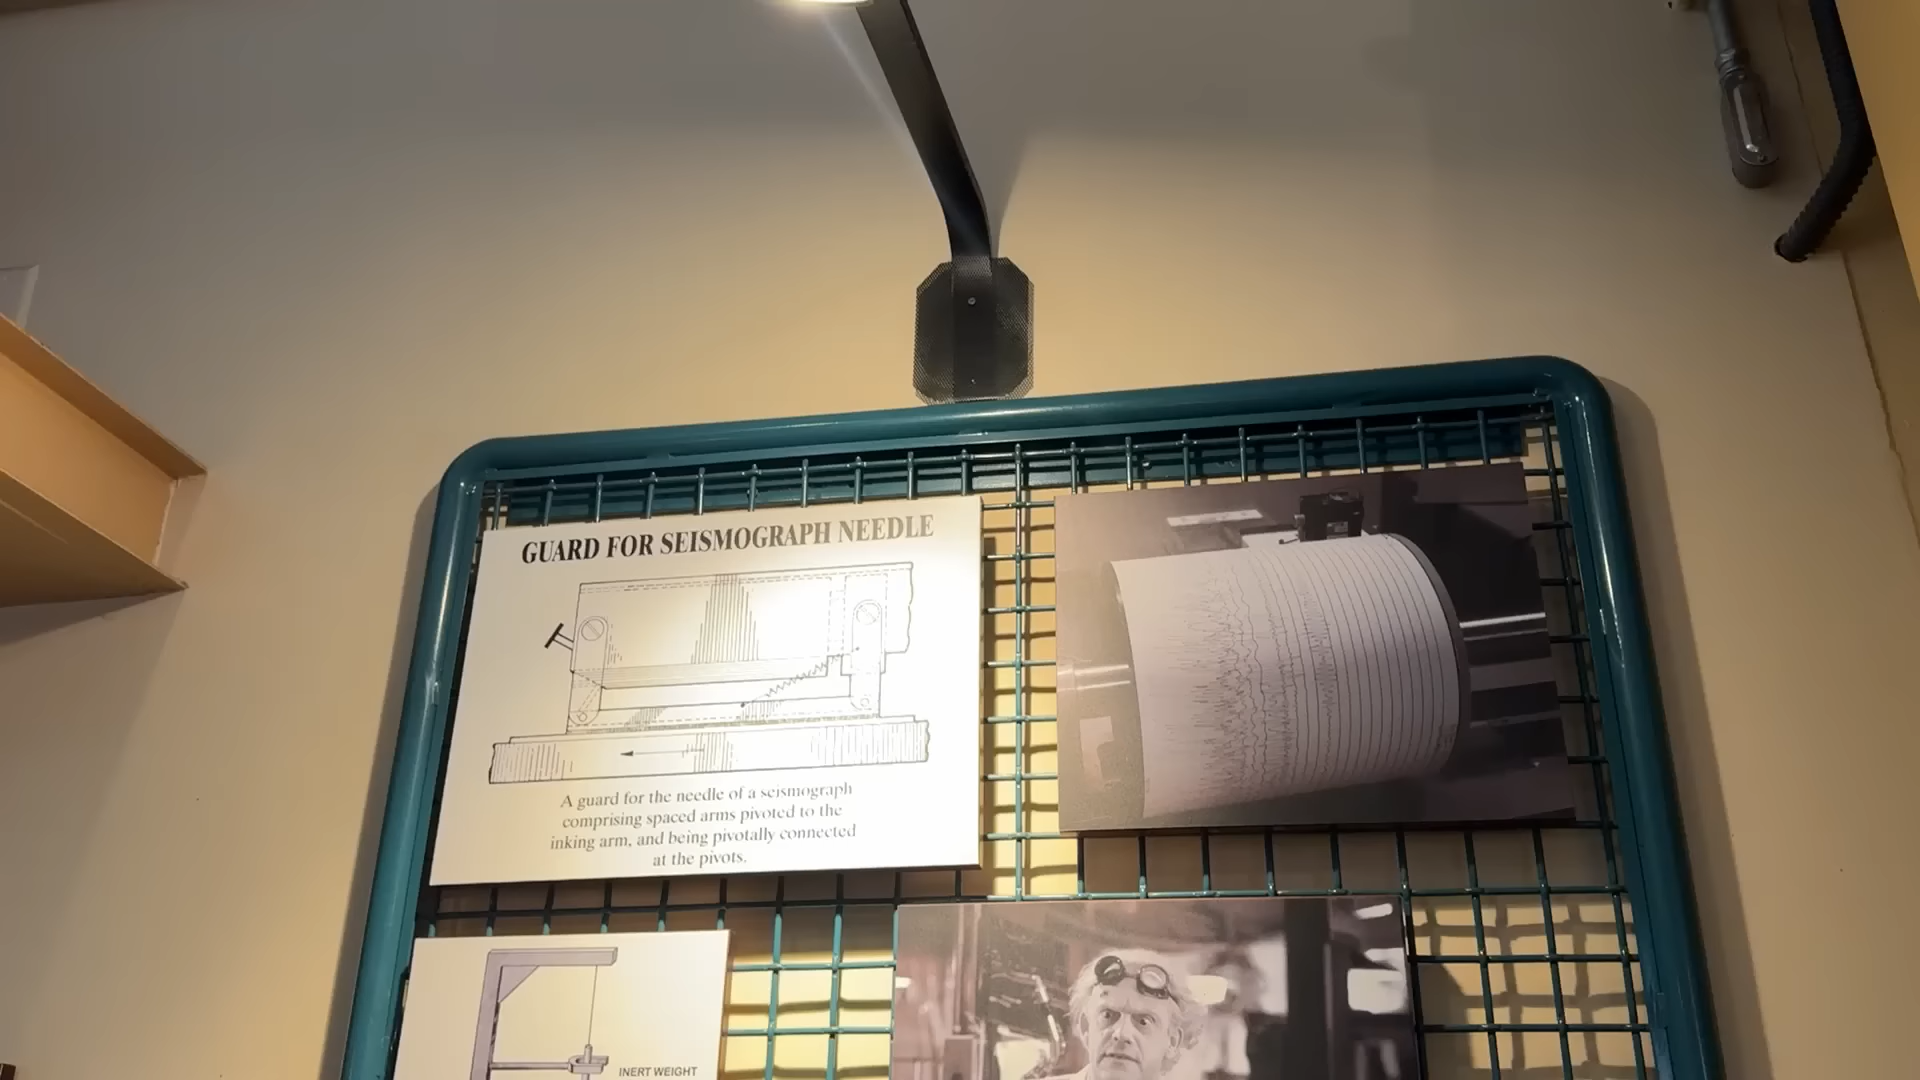 GUARD FOR SEISMOGRAPH NEEDLE
A guard for the needle of a seismograph
comprising spaced arms pivoted to the
inking arm, and being pivotally connected
at the pivots.
INERT WEIGHT